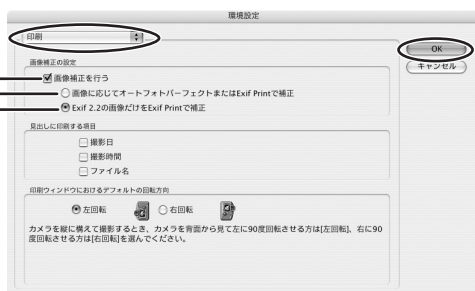 環境設定
印刷
OK
キャンセル
画像補正の設定
画像補正を行う
画像に応じてオートフォトパーフェクトまたはExif Printで補正
Exif 2.2の画像だけをExif Printで補正
見出しに印刷する項目
撮影日
撮影時間
ファイル名
印刷ウィンドウにおけるデフォルトの回転方向
左回転
右回転
カメラを縦に構えて撮影するとき、カメラを背面から見て左に90度回転させる方は[左回転]、右に90
度回転させる方は[右回転]を選んでください。